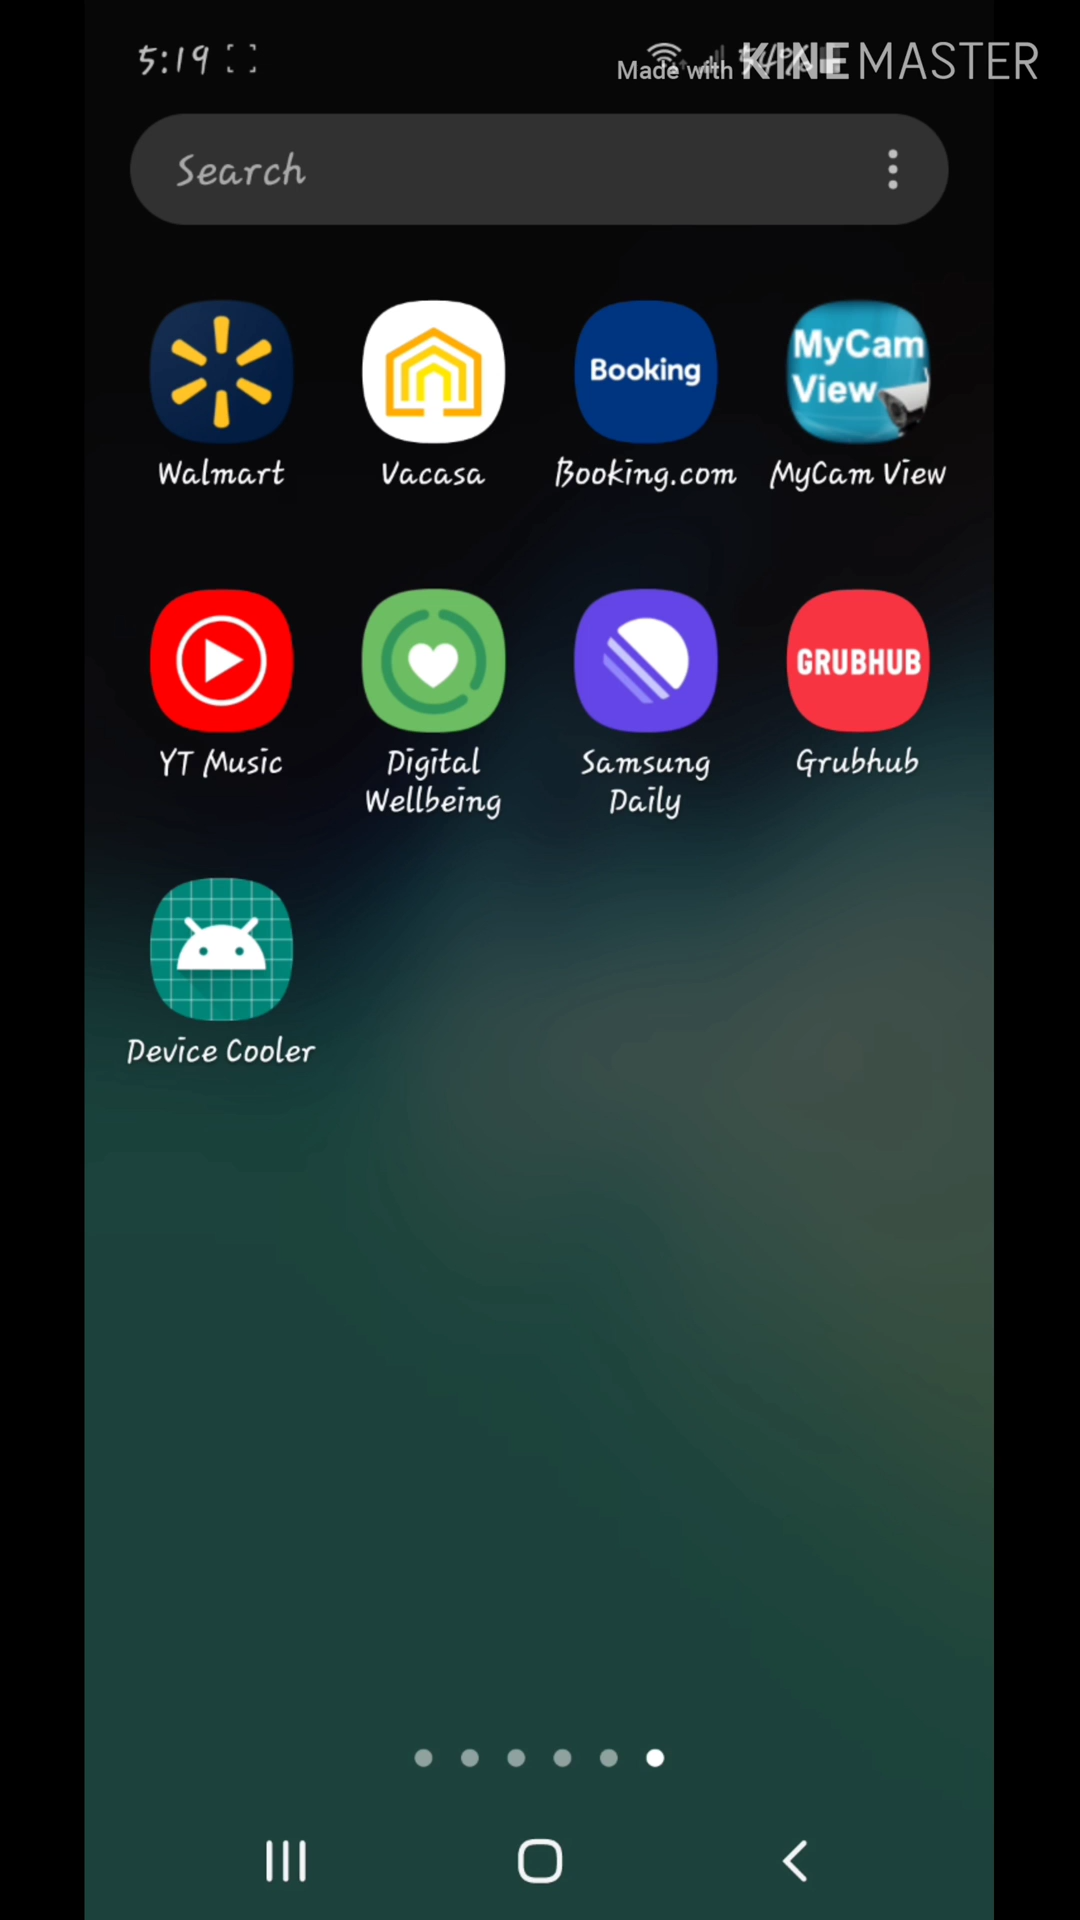 5:19
Made with KINEMASTER
Search
MyCam
View
Booking
Walmart
Vacasa
Booking.com
MyCam View
GRUBHUB
YT Music
Digital
Wellbeing
Samsung
Daily
Grubhub
Device Cooler